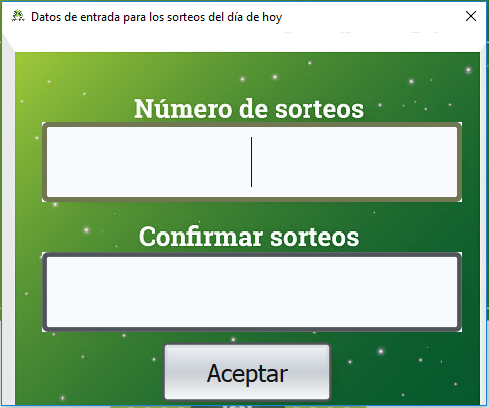 Datos de entrada para los sorteos del día de hoy
Número de sorteos
Confirmar sorteos
Aceptar